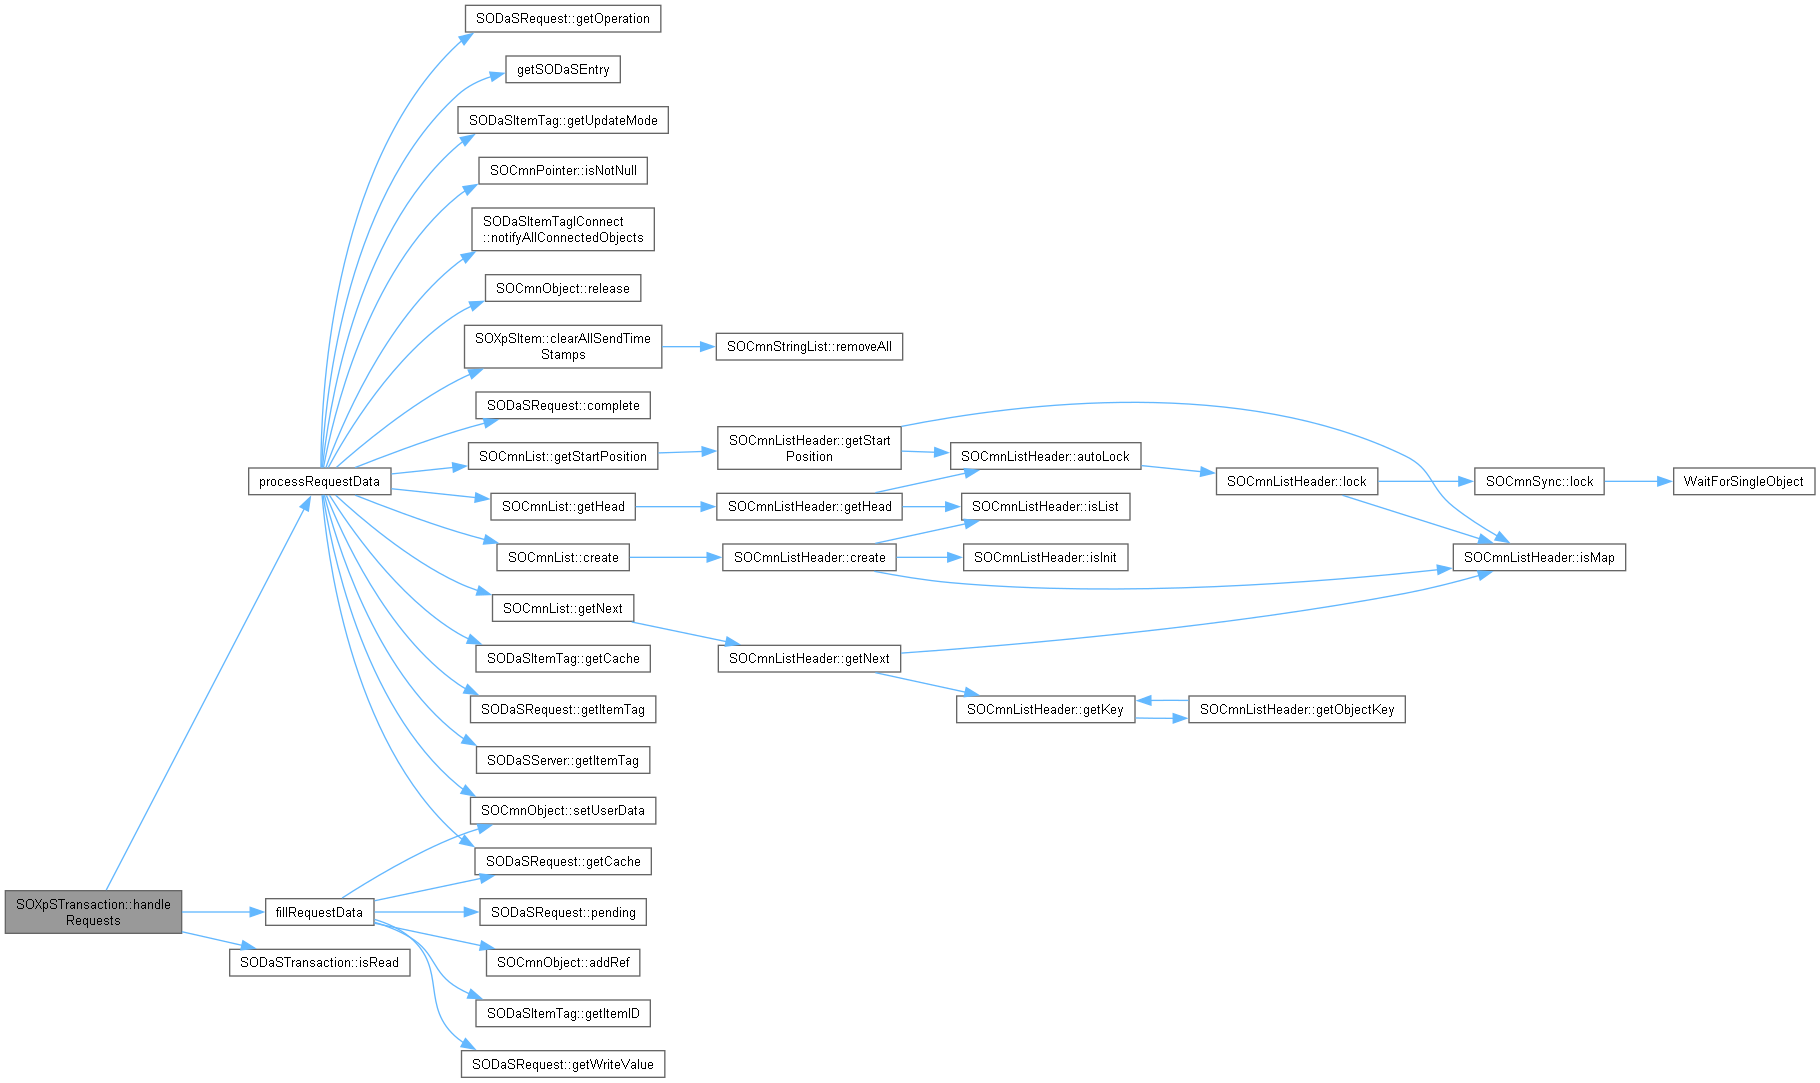 SODaSRequest::getOperation
getSODaSEntry
SODaSItemTag::getUpdateMode
SOCmnPointer::isNotNull
SODaSItemTagIConnect
::notifyAllConnectedObjects
SOCmnObject::release
SOXpSItem::clearAllSendTime
Stamps
SOCmnStringList::removeAll
SODaSRequest::complete
SOCmnList::getStartPosition
SOCmnListHeader::getStart
Position
SOCmnListHeader::autoLock
processRequestData
SOCmnListHeader::lock
SOCmnSync::lock
WaitForSingleObject
SOCmnList::getHead
SOCmnListHeader::getHead
SOCmnListHeader::isList
SOCmnList::create
SOCmnListHeader::create
SOCmnListHeader::isInit
SOCmnListHeader::isMap
SOCmnList::getNext
SODaSItemTag::getCache
SOCmnListHeader::getNext
SODaSRequest::getItemTag
SOCmnListHeader::getKey
SOCmnListHeader::getObjectKey
SODaSServer::getItemTag
SOCmnObject::setUserData
SODaSRequest::getCache
SOXpSTransaction::handle
Requests
fillRequestData
SODaSRequest::pending
SODaSTransaction::isRead
SOCmnObject::addRef
SODaSItemTag::getItemID
SODaSRequest::getWriteValue